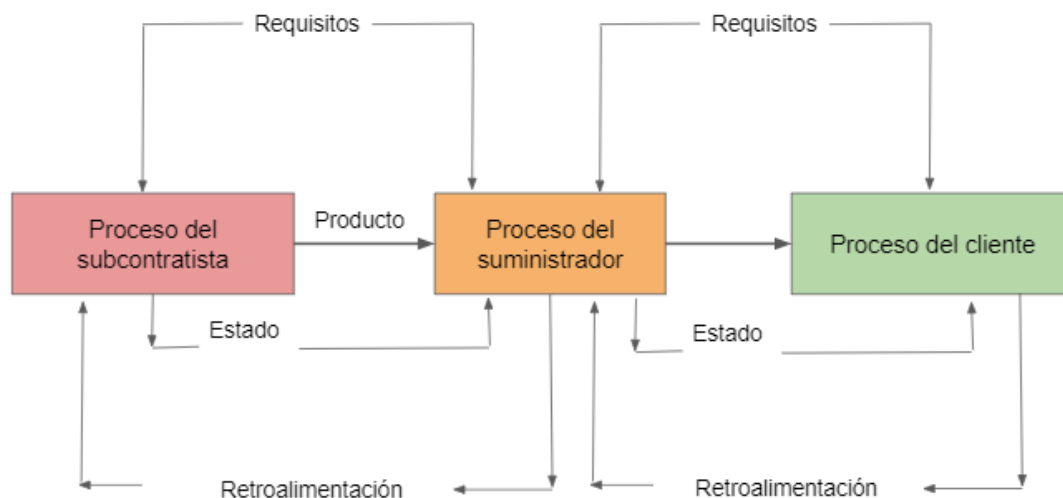 Requisitos
Requisitos
Proceso del
subcontratista
Producto
Proceso del
suministrador
Proceso del cliente
Estado
Estado
Retroalimentación
Retroalimentación